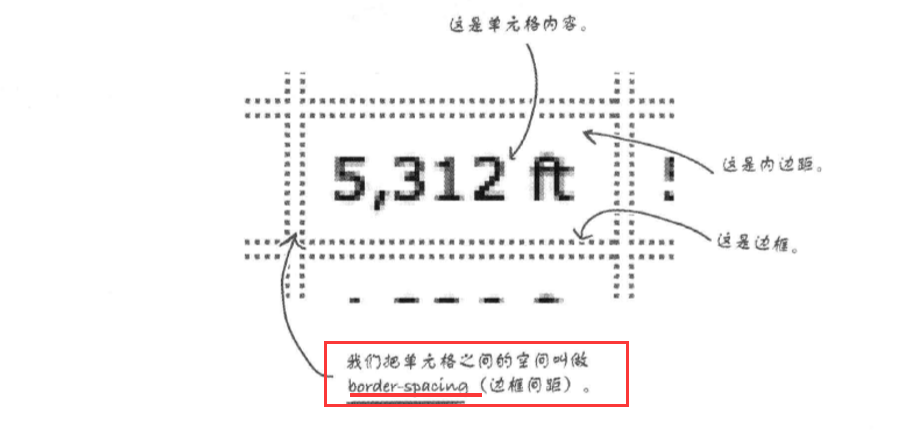 这是单元格内容。
5,312 ft
这是内边距。
这是边框。
我们把单元格之间的空间叫做
border-spacing（边框间距）。